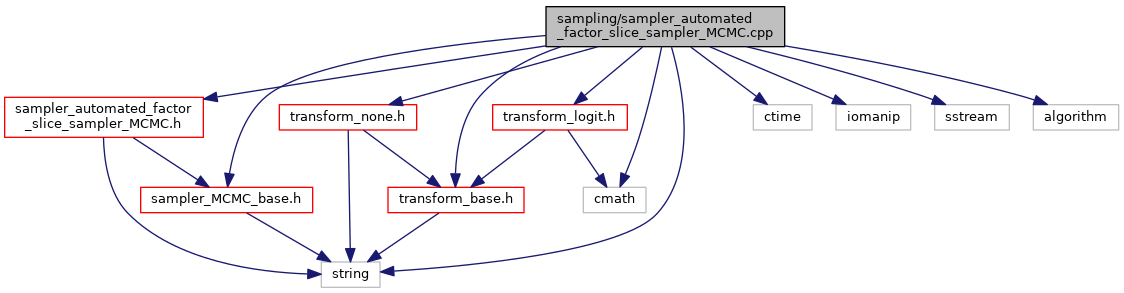 sampling/sampler_automated
_factor_slice_sampler_MCMC.cpp
sampler_automated_factor
_slice_sampler_MCMC.h
transform_none.h
transform_logit.h
ctime
iomanip
sstream
algorithm
sampler_MCMC_base.h
transform_base.h
cmath
string